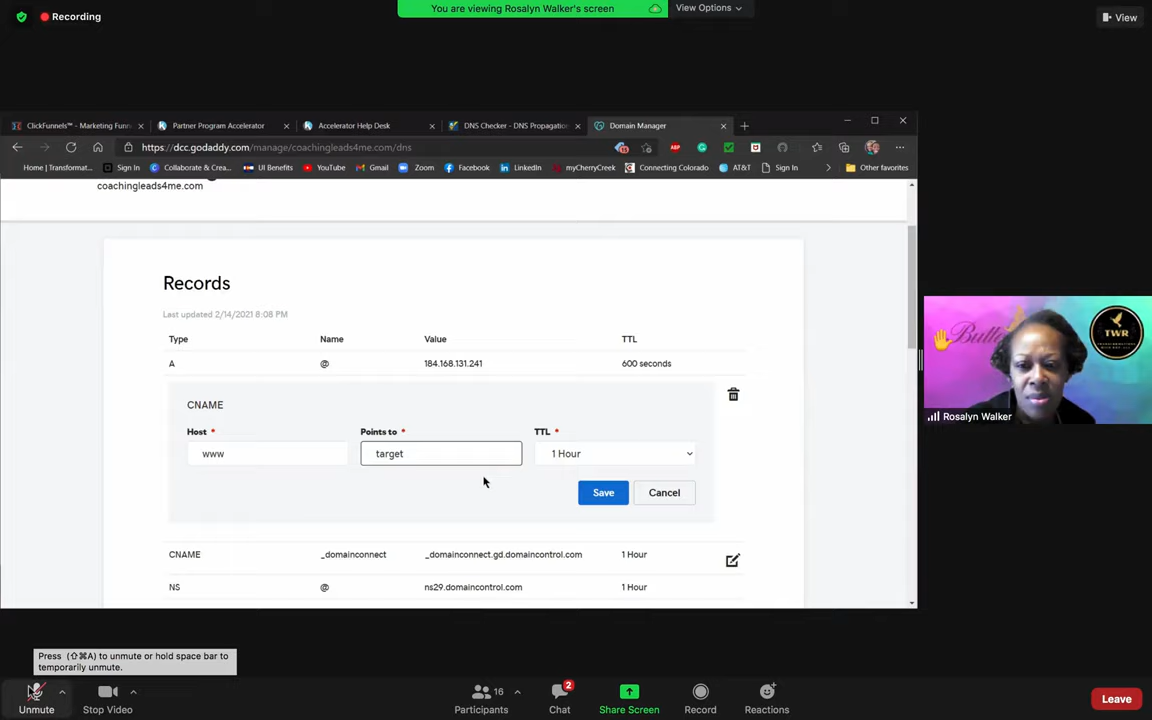 Recording
You are viewing Rosalyn Walker's screen
View Options
View
ClickFunnels™ - Marketing Funn
Partner Program Accelerator
Accelerator Help Desk
DNS Checker - DNS Propagatio
Domain Manager
https://dcc.godaddy.com/manage/coachingleads4me.com/dns
Home | Transformat...
Sign In
Collaborate & Crea...
UI Benefits
YouTube
Gmail
Zoom
Facebook
LinkedIn
myCherryCreek
Connecting Colorado
AT&T
Sign In
Other favorites
coachingleads4me.com
Records
Last updated 2/14/2021 8:08 PM
Type Name Value TTL
A @ 184.168.131.241 600 seconds
CNAME
Host * Points to * TTL *
www target 1 Hour
Save Cancel
CNAME _domainconnect _domainconnect.gd.domaincontrol.com 1 Hour
NS @ ns29.domaincontrol.com 1 Hour
TWR
Rosalyn Walker
Press (⇧⌘A) to unmute or hold space bar to
temporarily unmute.
Unmute
Stop Video
16
Participants
2
Chat
Share Screen
Record
Reactions
Leave